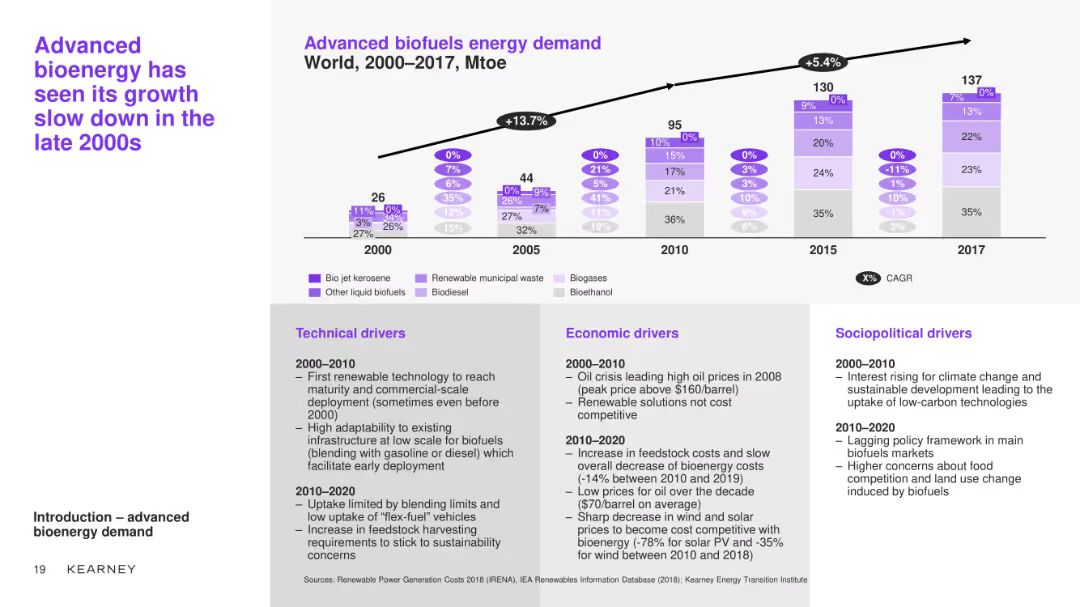 Advanced
bioenergy has
seen its growth
slow down in the
late 2000s
Advanced biofuels energy demand
World, 2000–2017, Mtoe
+13.7%
+5.4%
26
11%
0%
3%
26%
27%
2000
0%
7%
6%
35%
12%
15%
44
0%
9%
26%
7%
27%
32%
2005
0%
21%
5%
41%
11%
95
10%
0%
15%
17%
21%
36%
2010
0%
3%
3%
10%
9%
130
9%
0%
13%
20%
24%
35%
2015
0%
-11%
1%
10%
1%
3%
137
7%
0%
13%
22%
23%
35%
2017
Bio jet kerosene
Renewable municipal waste
Biogases
Other liquid biofuels
Biodiesel
Bioethanol
X% CAGR
Technical drivers
2000–2010
– First renewable technology to reach
maturity and commercial-scale
deployment (sometimes even before
2000)
– High adaptability to existing
infrastructure at low scale for biofuels
(blending with gasoline or diesel) which
facilitate early deployment
2010–2020
– Uptake limited by blending limits and
low uptake of “flex-fuel” vehicles
– Increase in feedstock harvesting
requirements to stick to sustainability
concerns
Economic drivers
2000–2010
– Oil crisis leading high oil prices in 2008
(peak price above $160/barrel)
– Renewable solutions not cost
competitive
2010–2020
– Increase in feedstock costs and slow
overall decrease of bioenergy costs
(-14% between 2010 and 2019)
– Low prices for oil over the decade
($70/barrel on average)
– Sharp decrease in wind and solar
prices to become cost competitive with
bioenergy (-78% for solar PV and -35%
for wind between 2010 and 2018)
Sociopolitical drivers
2000–2010
– Interest rising for climate change and
sustainable development leading to the
uptake of low-carbon technologies
2010–2020
– Lagging policy framework in main
biofuels markets
– Higher concerns about food
competition and land use change
induced by biofuels
Introduction – advanced
bioenergy demand
19 KEARNEY
Sources: Renewable Power Generation Costs 2018 (IRENA), IEA Renewables Information Database (2018); Kearney Energy Transition Institute